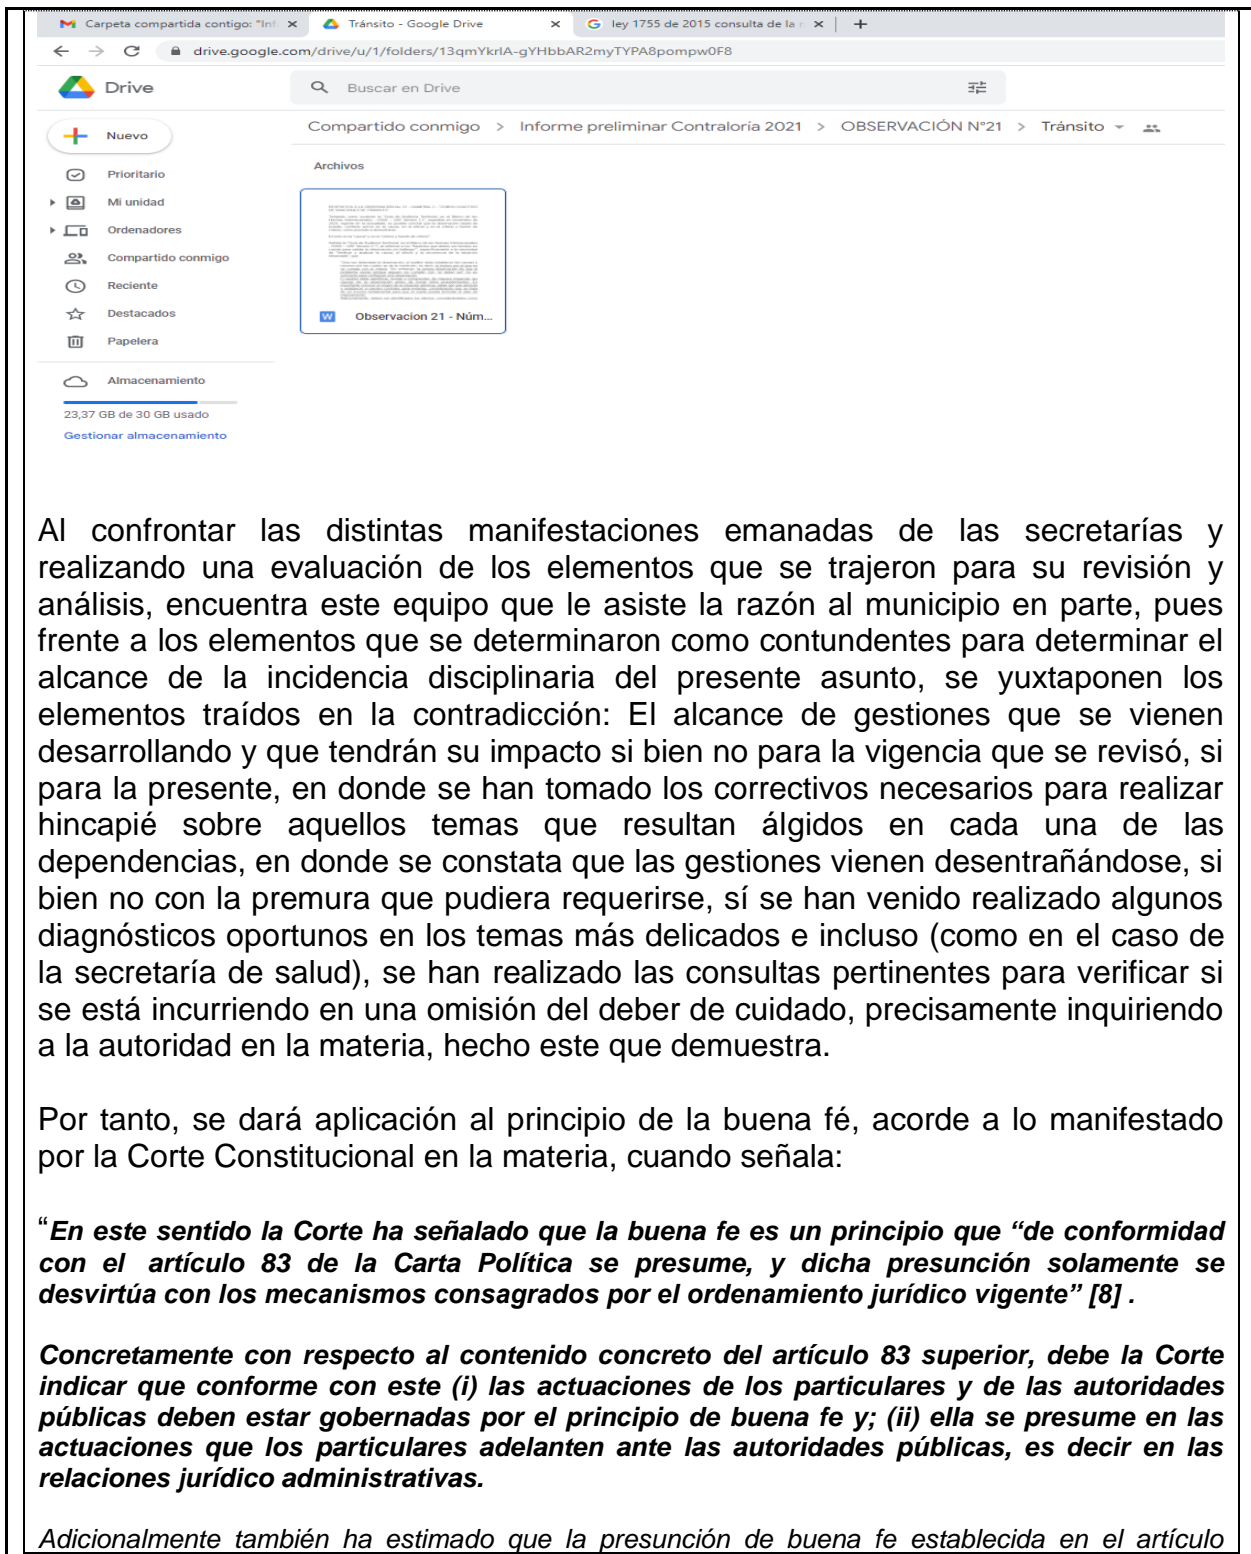 Carpeta compartida contigo: "Inf
Tránsito - Google Drive
ley 1755 de 2015 consulta de la r
drive.google.com/drive/u/1/folders/13qmYkrIA-gYHbbAR2myTYPA8pompw0F8
Drive
Buscar en Drive
Nuevo
Compartido conmigo > Informe preliminar Contraloría 2021 > OBSERVACIÓN N°21 > Tránsito
Archivos
Prioritario
Mi unidad
Ordenadores
Compartido conmigo
Reciente
Destacados
Papelera
Observacion 21 - Núm...
Almacenamiento
23,37 GB de 30 GB usado
Gestionar almacenamiento
Al confrontar las distintas manifestaciones emanadas de las secretarías y
realizando una evaluación de los elementos que se trajeron para su revisión y
análisis, encuentra este equipo que le asiste la razón al municipio en parte, pues
frente a los elementos que se determinaron como contundentes para determinar el
alcance de la incidencia disciplinaria del presente asunto, se yuxtaponen los
elementos traídos en la contradicción: El alcance de gestiones que se vienen
desarrollando y que tendrán su impacto si bien no para la vigencia que se revisó, si
para la presente, en donde se han tomado los correctivos necesarios para realizar
hincapié sobre aquellos temas que resultan álgidos en cada una de las
dependencias, en donde se constata que las gestiones vienen desentrañándose, si
bien no con la premura que pudiera requerirse, sí se han venido realizado algunos
diagnósticos oportunos en los temas más delicados e incluso (como en el caso de
la secretaría de salud), se han realizado las consultas pertinentes para verificar si
se está incurriendo en una omisión del deber de cuidado, precisamente inquiriendo
a la autoridad en la materia, hecho este que demuestra.
Por tanto, se dará aplicación al principio de la buena fé, acorde a lo manifestado
por la Corte Constitucional en la materia, cuando señala:
“En este sentido la Corte ha señalado que la buena fe es un principio que “de conformidad
con el artículo 83 de la Carta Política se presume, y dicha presunción solamente se
desvirtúa con los mecanismos consagrados por el ordenamiento jurídico vigente” [8] .
Concretamente con respecto al contenido concreto del artículo 83 superior, debe la Corte
indicar que conforme con este (i) las actuaciones de los particulares y de las autoridades
públicas deben estar gobernadas por el principio de buena fe y; (ii) ella se presume en las
actuaciones que los particulares adelanten ante las autoridades públicas, es decir en las
relaciones jurídico administrativas.
Adicionalmente también ha estimado que la presunción de buena fe establecida en el artículo